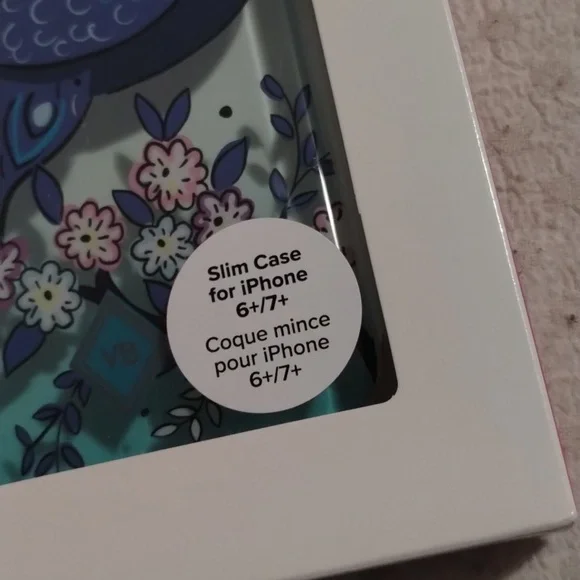 Slim Case
for iPhone
6+/7+
Coque mince
pour iPhone
6+/7+